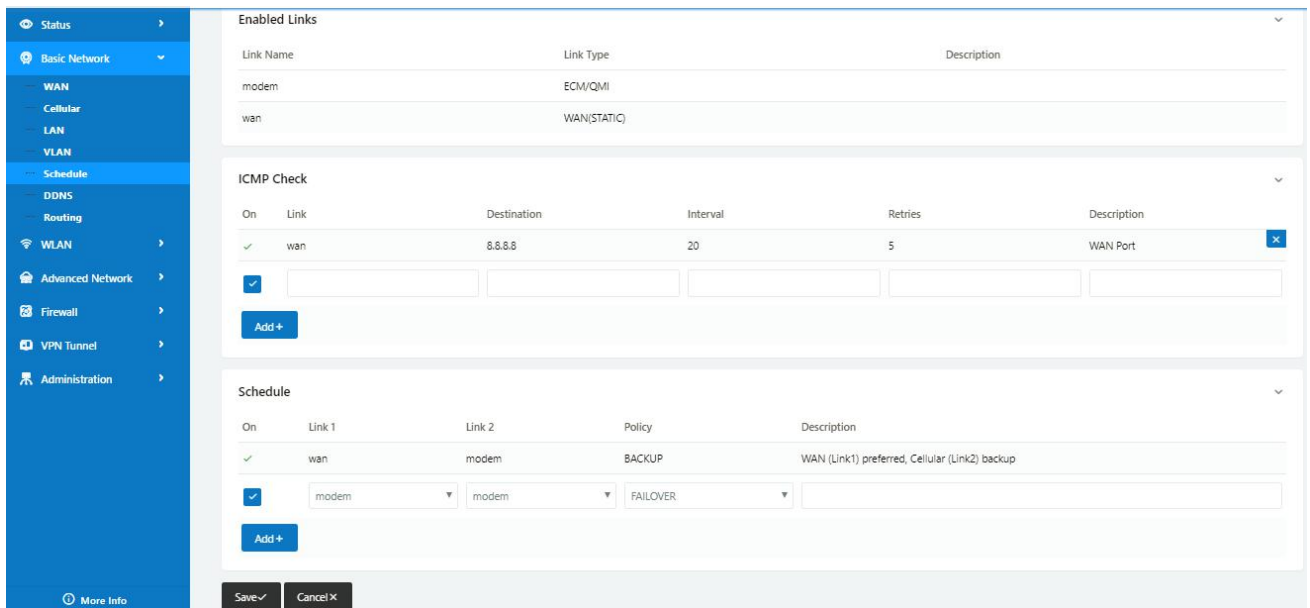 Status
Basic Network
WAN
Cellular
LAN
VLAN
Schedule
DDNS
Routing
WLAN
Advanced Network
Firewall
VPN Tunnel
Administration
More Info
Enabled Links
Link Name Link Type Description
modem ECM/QMI
wan WAN(STATIC)
ICMP Check
On Link Destination Interval Retries Description
wan 8.8.8.8 20 5 WAN Port
Add +
Schedule
On Link 1 Link 2 Policy Description
wan modem BACKUP WAN (Link1) preferred, Cellular (Link2) backup
modem modem FAILOVER
Add +
Save Cancel